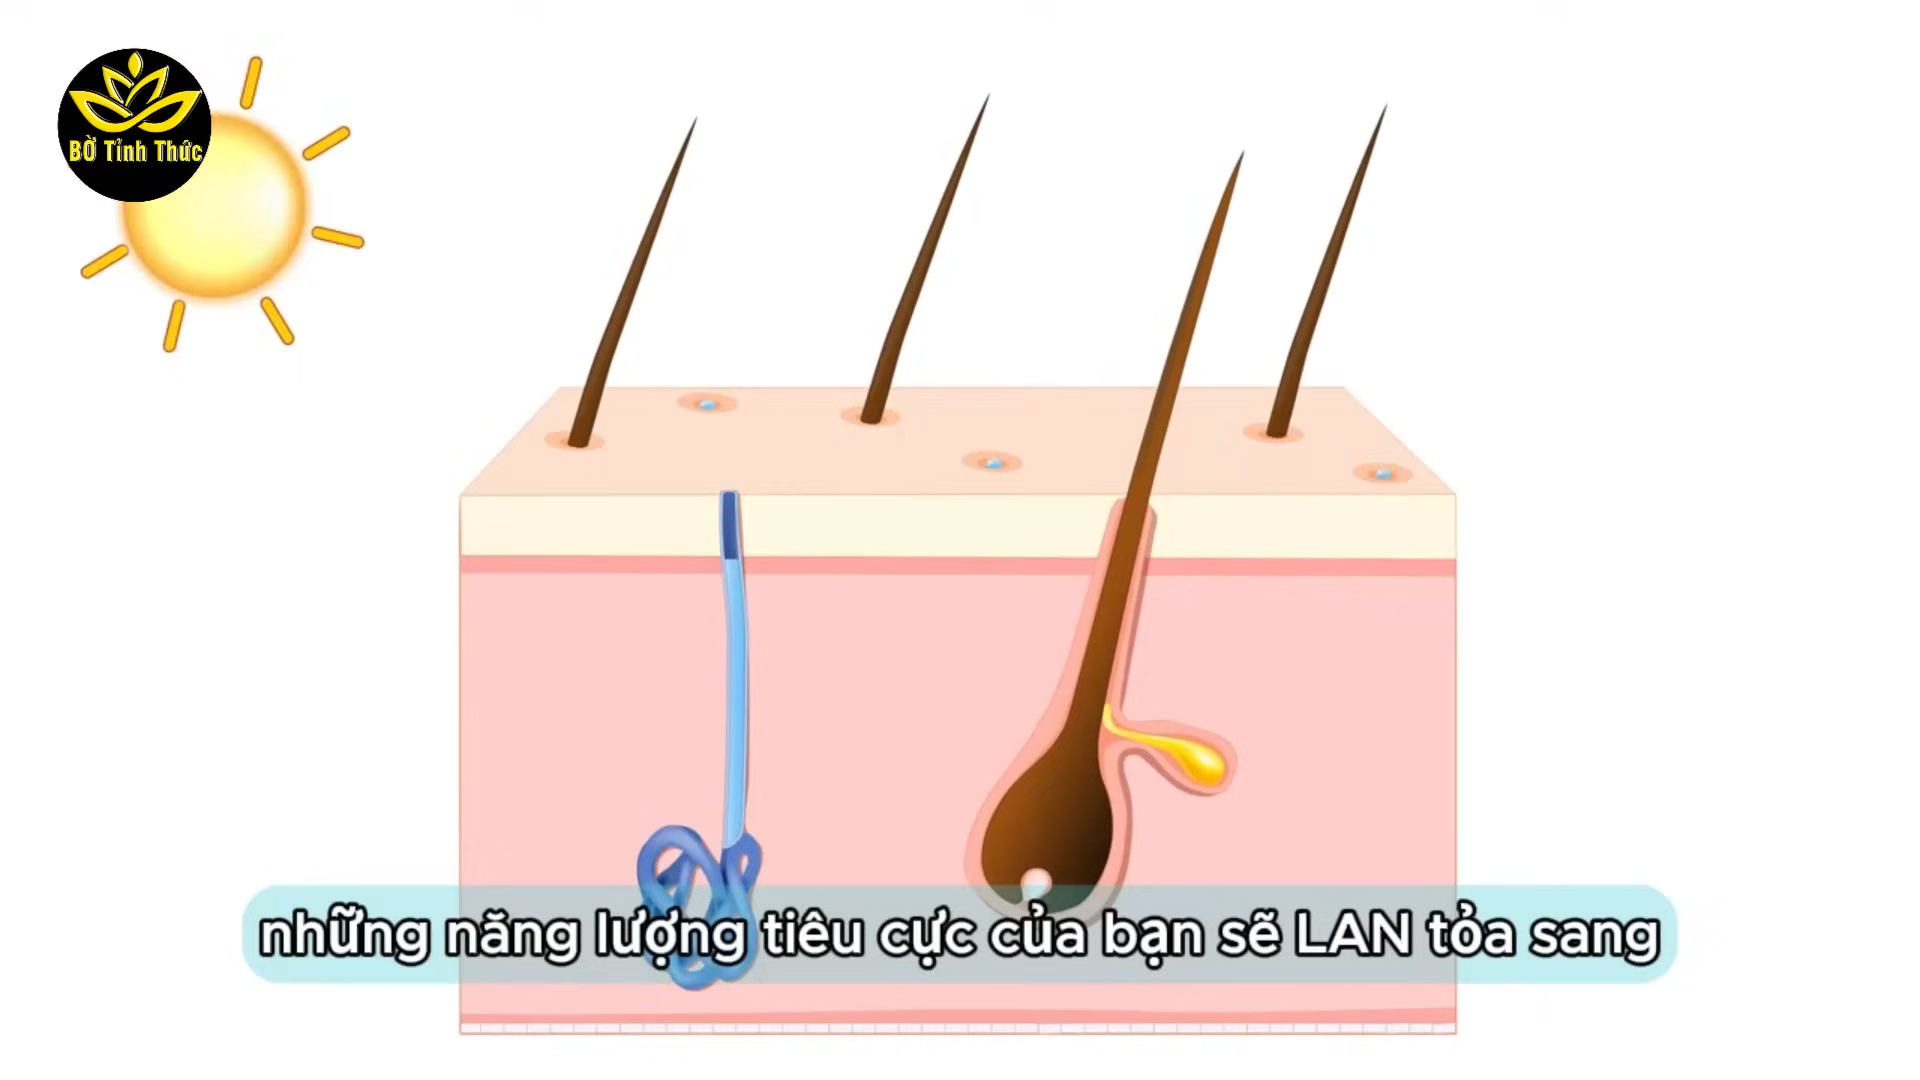 BỜ Tỉnh Thức
những năng lượng tiêu cực của bạn sẽ LAN tỏa sang